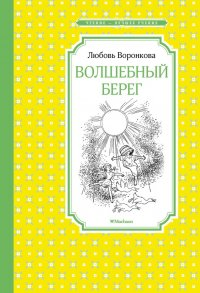 ЧТЕНИЕ – ЛУЧШЕЕ УЧЕНИЕ
Любовь Воронкова
ВОЛШЕБНЫЙ
БЕРЕГ
Махаон